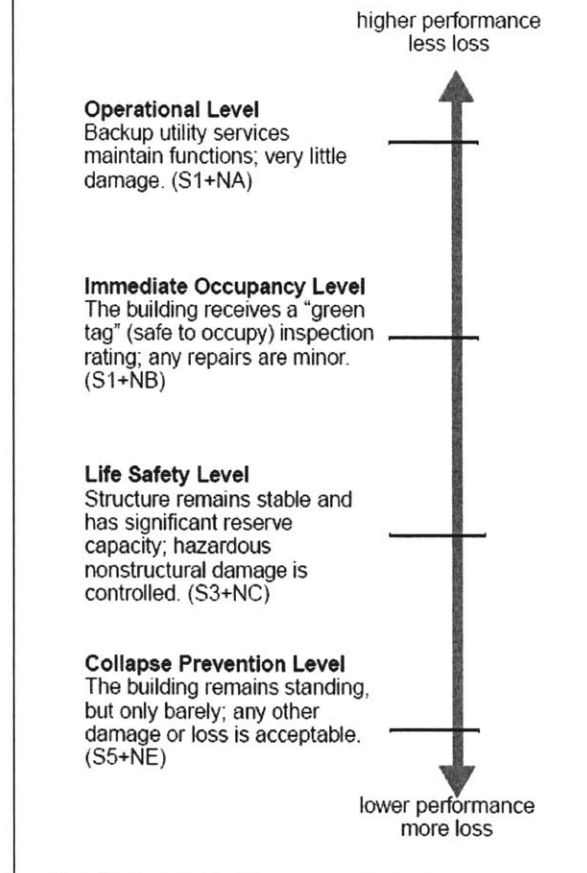 higher performance
less loss
Operational Level
Backup utility services
maintain functions; very little
damage. (S1+NA)
Immediate Occupancy Level
The building receives a “green
tag” (safe to occupy) inspection
rating; any repairs are minor.
(S1+NB)
Life Safety Level
Structure remains stable and
has significant reserve
capacity; hazardous
nonstructural damage is
controlled. (S3+NC)
Collapse Prevention Level
The building remains standing,
but only barely; any other
damage or loss is acceptable.
(S5+NE)
lower performance
more loss